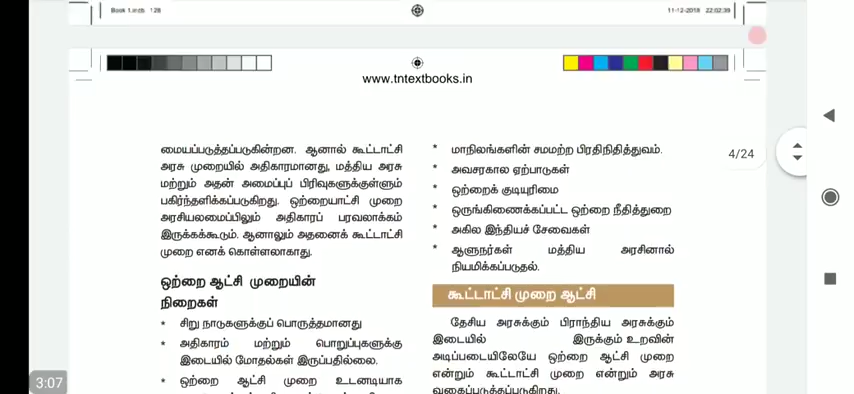 Book 1.indb 128
11-12-2018 22:02:39
www.tntextbooks.in
மையப்படுத்தப்படுகின்றன. ஆனால் கூட்டாட்சி
அரசு முறையில் அதிகாரமானது, மத்திய அரசு
மற்றும் அதன் அமைப்புப் பிரிவுகளுக்குள்ளும்
பகிர்ந்தளிக்கப்படுகிறது. ஒற்றையாட்சி முறை
அரசியலமைப்பிலும் அதிகாரப் பரவலாக்கம்
இருக்கக்கூடும். ஆனாலும் அதனைக் கூட்டாட்சி
முறை எனக் கொள்ளலாகாது.
ஒற்றை ஆட்சி முறையின்
நிறைகள்
* சிறு நாடுகளுக்குப் பொருத்தமானது
* அதிகாரம் மற்றும் பொறுப்புகளுக்கு
இடையில் மோதல்கள் இருப்பதில்லை.
* ஒற்றை ஆட்சி முறை உடனடியாக
* மாநிலங்களின் சமமற்ற பிரதிநிதித்துவம்.
* அவசரகால ஏற்பாடுகள்
* ஒற்றைக் குடியுரிமை
* ஒருங்கிணைக்கப்பட்ட ஒற்றை நீதித்துறை
* அகில இந்தியச் சேவைகள்
* ஆளுநர்கள் மத்திய அரசினால்
நியமிக்கப்படுதல்.
கூட்டாட்சி முறை ஆட்சி
தேசிய அரசுக்கும் பிராந்திய அரசுக்கும்
இடையில் இருக்கும் உறவின்
அடிப்படையிலேயே ஒற்றை ஆட்சி முறை
என்றும் கூட்டாட்சி முறை என்றும் அரசு
வகைப்படுத்தப்படுகிறது.
4/24
3:07